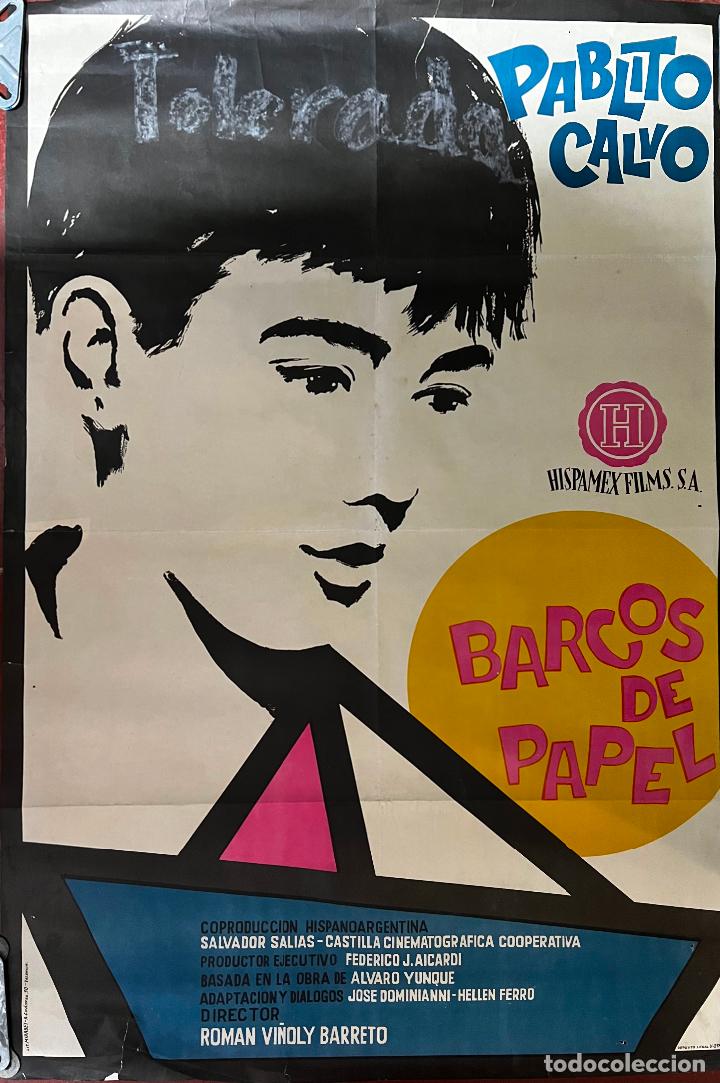 Tolerada
PABLITO
CALVO
H
HISPAMEX FILMS. S.A.
BARCOS
DE
PAPEL
COPRODUCCION HISPANOARGENTINA
SALVADOR SALIAS - CASTILLA CINEMATOGRAFICA COOPERATIVA
PRODUCTOR EJECUTIVO FEDERICO J. AICARDI
BASADA EN LA OBRA DE ALVARO YUNQUE
ADAPTACION Y DIALOGOS JOSE DOMINIANNI - HELLEN FERRO
DIRECTOR
ROMAN VIÑOLY BARRETO
todocoleccion.net